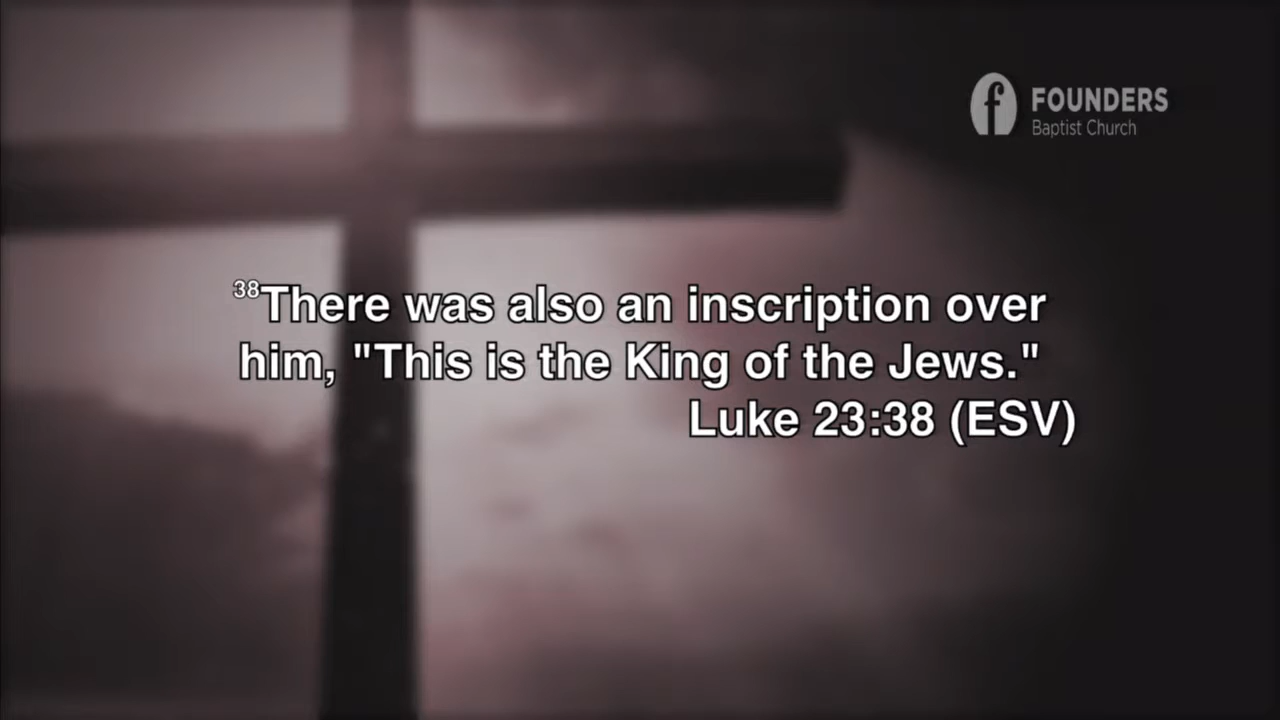 FOUNDERS
Baptist Church
38There was also an inscription over
him, "This is the King of the Jews."
Luke 23:38 (ESV)